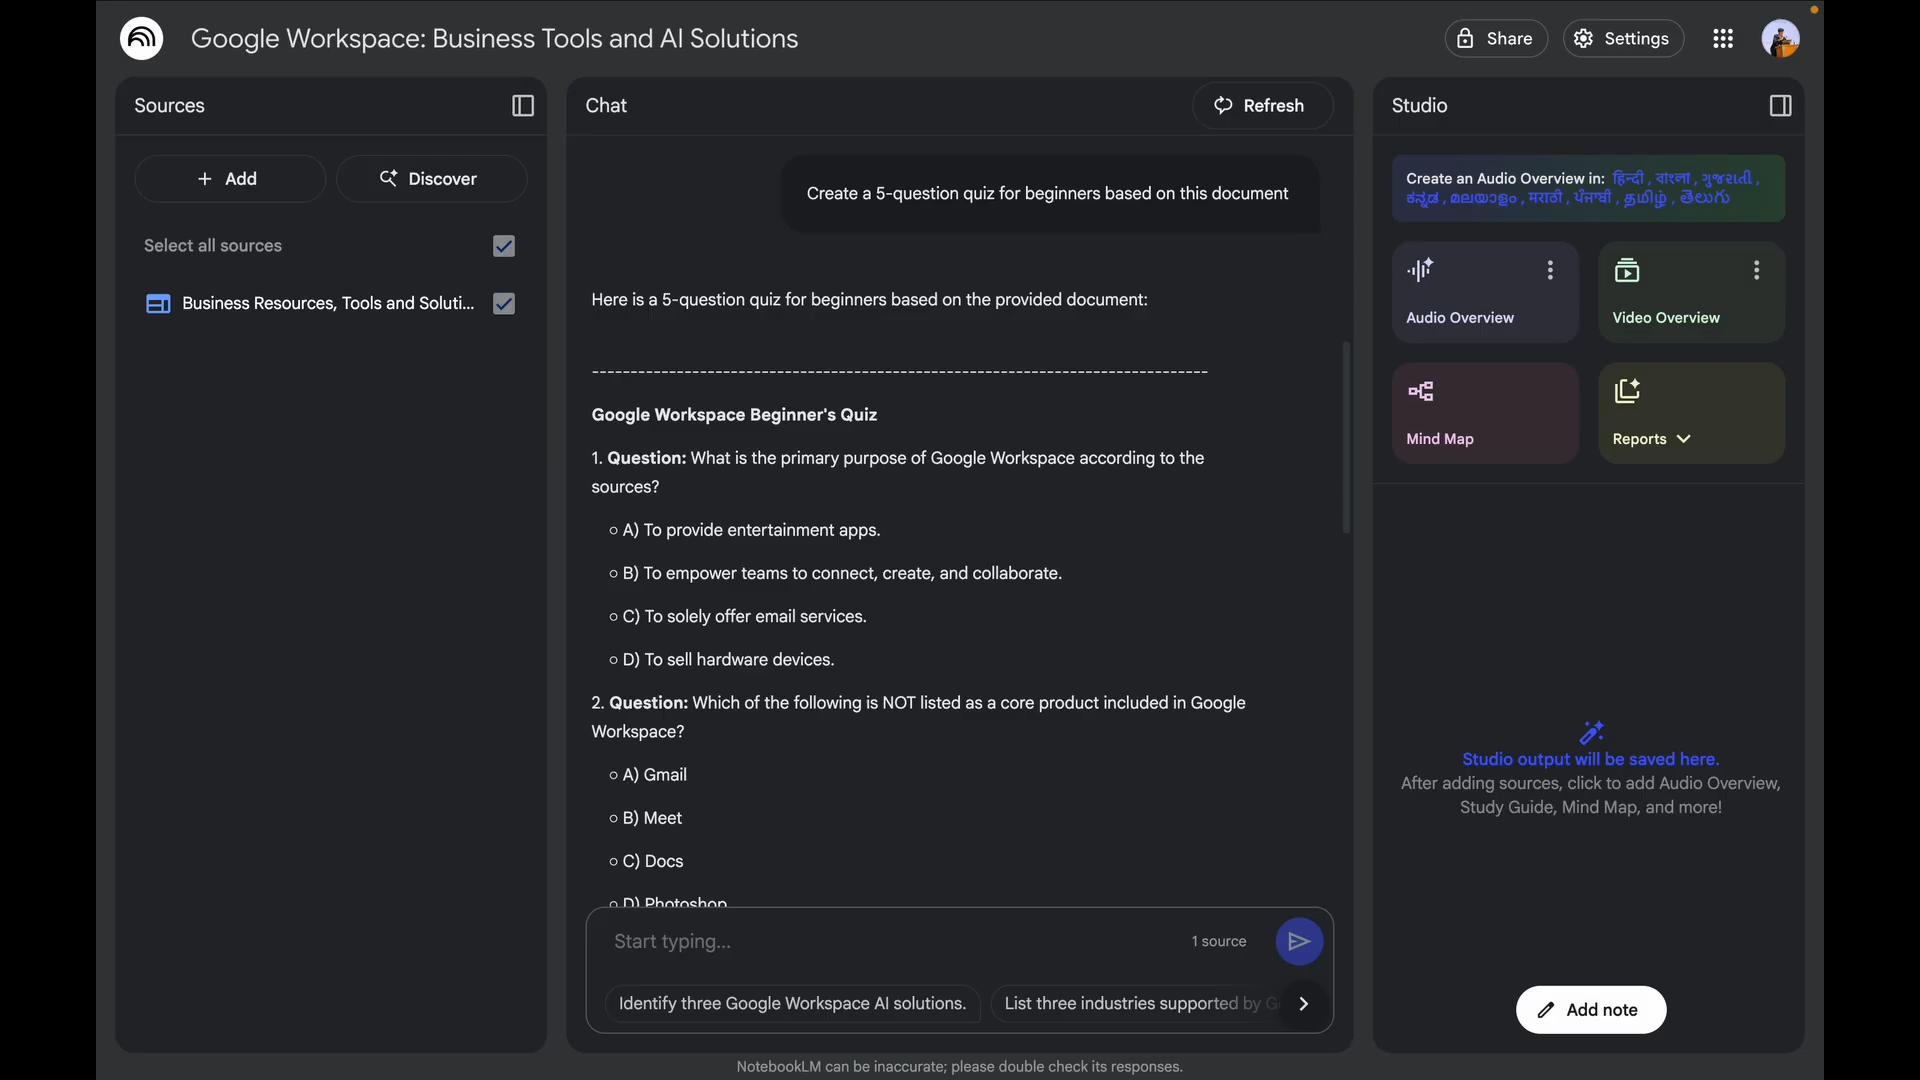 Google Workspace: Business Tools and AI Solutions
Share
Settings
Sources
Add
Discover
Select all sources
Business Resources, Tools and Soluti...
Chat
Refresh
Create a 5-question quiz for beginners based on this document
Here is a 5-question quiz for beginners based on the provided document:
--------------------------------------------------------------------------------
Google Workspace Beginner's Quiz
1. Question: What is the primary purpose of Google Workspace according to the
sources?
○ A) To provide entertainment apps.
○ B) To empower teams to connect, create, and collaborate.
○ C) To solely offer email services.
○ D) To sell hardware devices.
2. Question: Which of the following is NOT listed as a core product included in Google
Workspace?
○ A) Gmail
○ B) Meet
○ C) Docs
○ D) Photoshop
Start typing...
1 source
Identify three Google Workspace AI solutions.
List three industries supported by G
NotebookLM can be inaccurate; please double check its responses.
Studio
Create an Audio Overview in: हिन्दी , বাংলা , ગુજરાતી ,
ಕನ್ನಡ , മലയാളം , मराठी , ਪੰਜਾਬੀ , தமிழ் , తెలుగు
Audio Overview
Video Overview
Mind Map
Reports
Studio output will be saved here.
After adding sources, click to add Audio Overview,
Study Guide, Mind Map, and more!
Add note